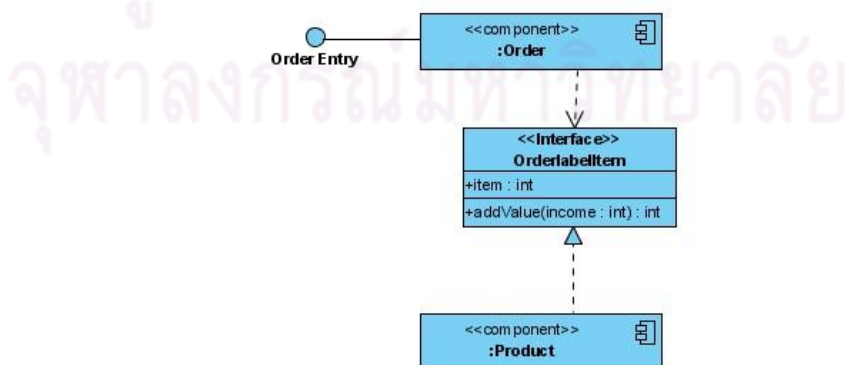 <<component>>
:Order
Order Entry
จุฬาลงกรณ์มหาวิทยาลัย
<<Interface>>
OrderlabelItem
+item : int
+addValue(income : int) : int
<<component>>
:Product